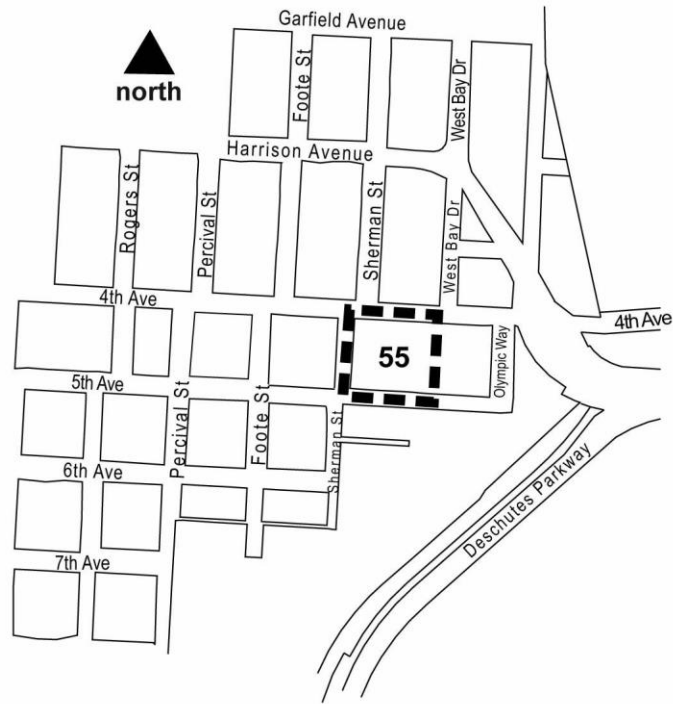 Garfield Avenue
north
Foote St
West Bay Dr
Harrison Avenue
Rogers St
Percival St
Sherman St
West Bay Dr
4th Ave
4th Ave
55
Olympic Way
5th Ave
Percival St
Foote St
Sherman St
6th Ave
Deschutes Parkway
7th Ave